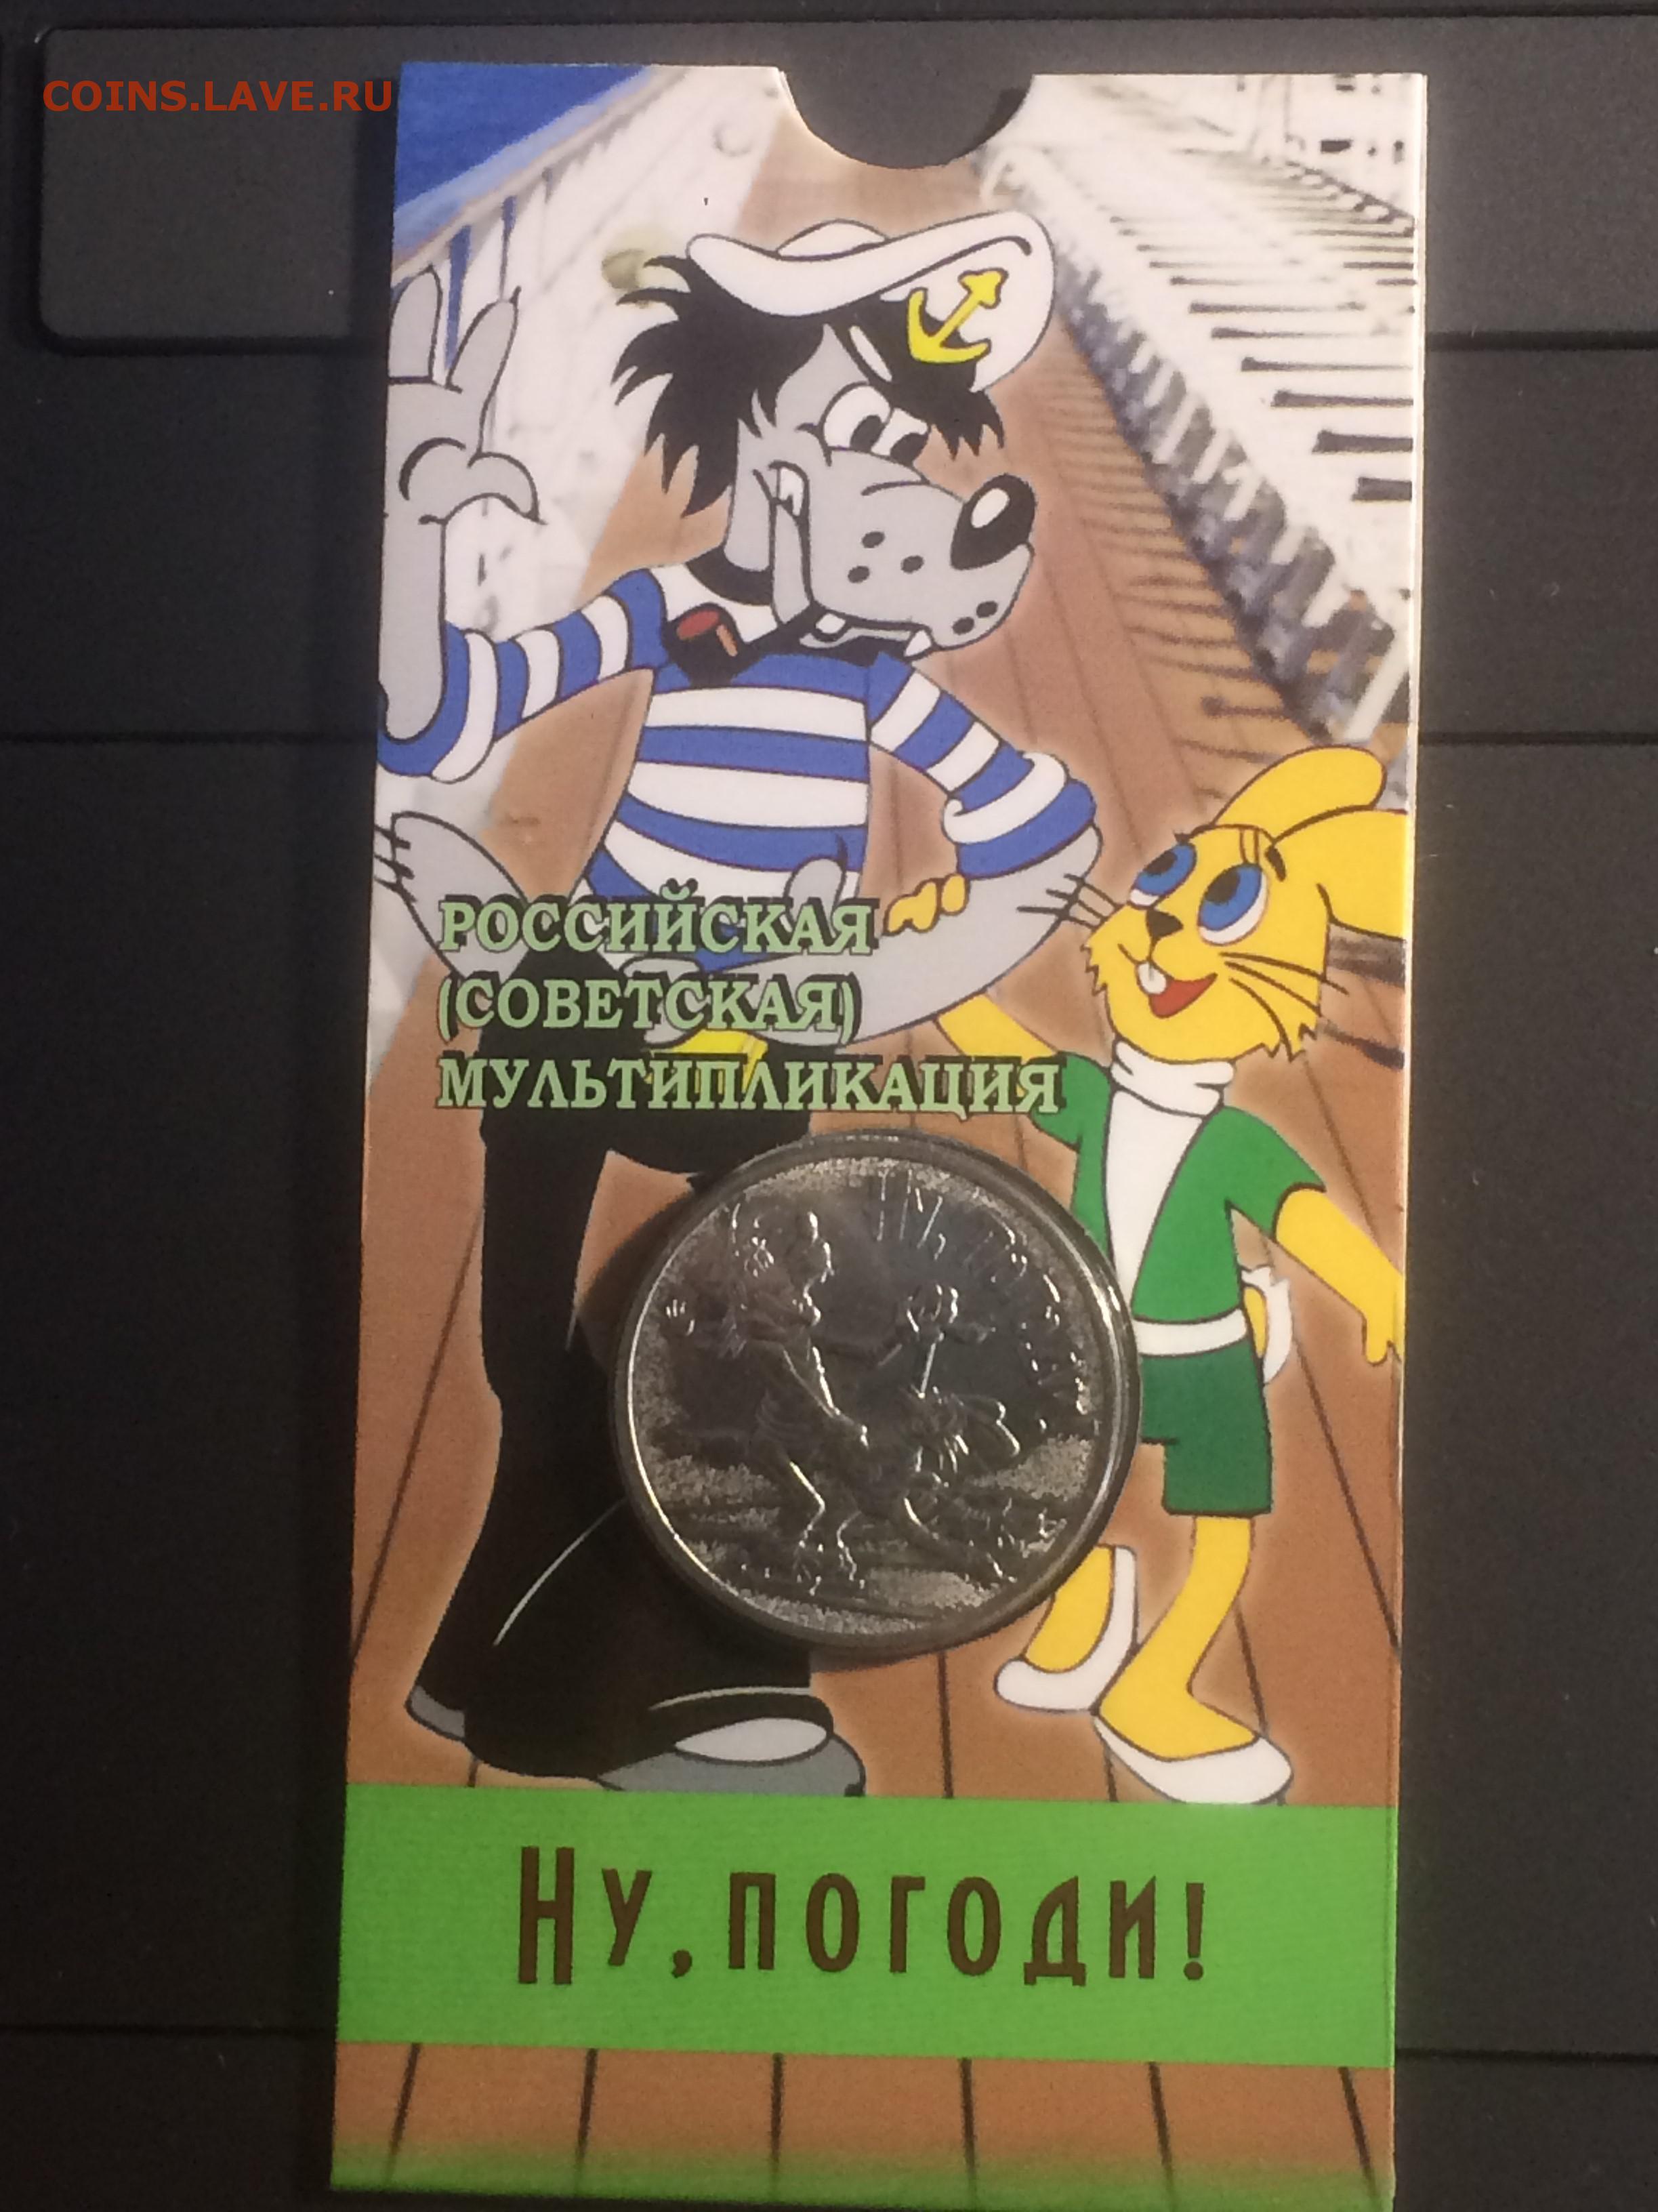 COINS.LAVE.RU
РОССИЙСКАЯ
(СОВЕТСКАЯ)
МУЛЬТИПЛИКАЦИЯ
НУ, ПОГОДИ!